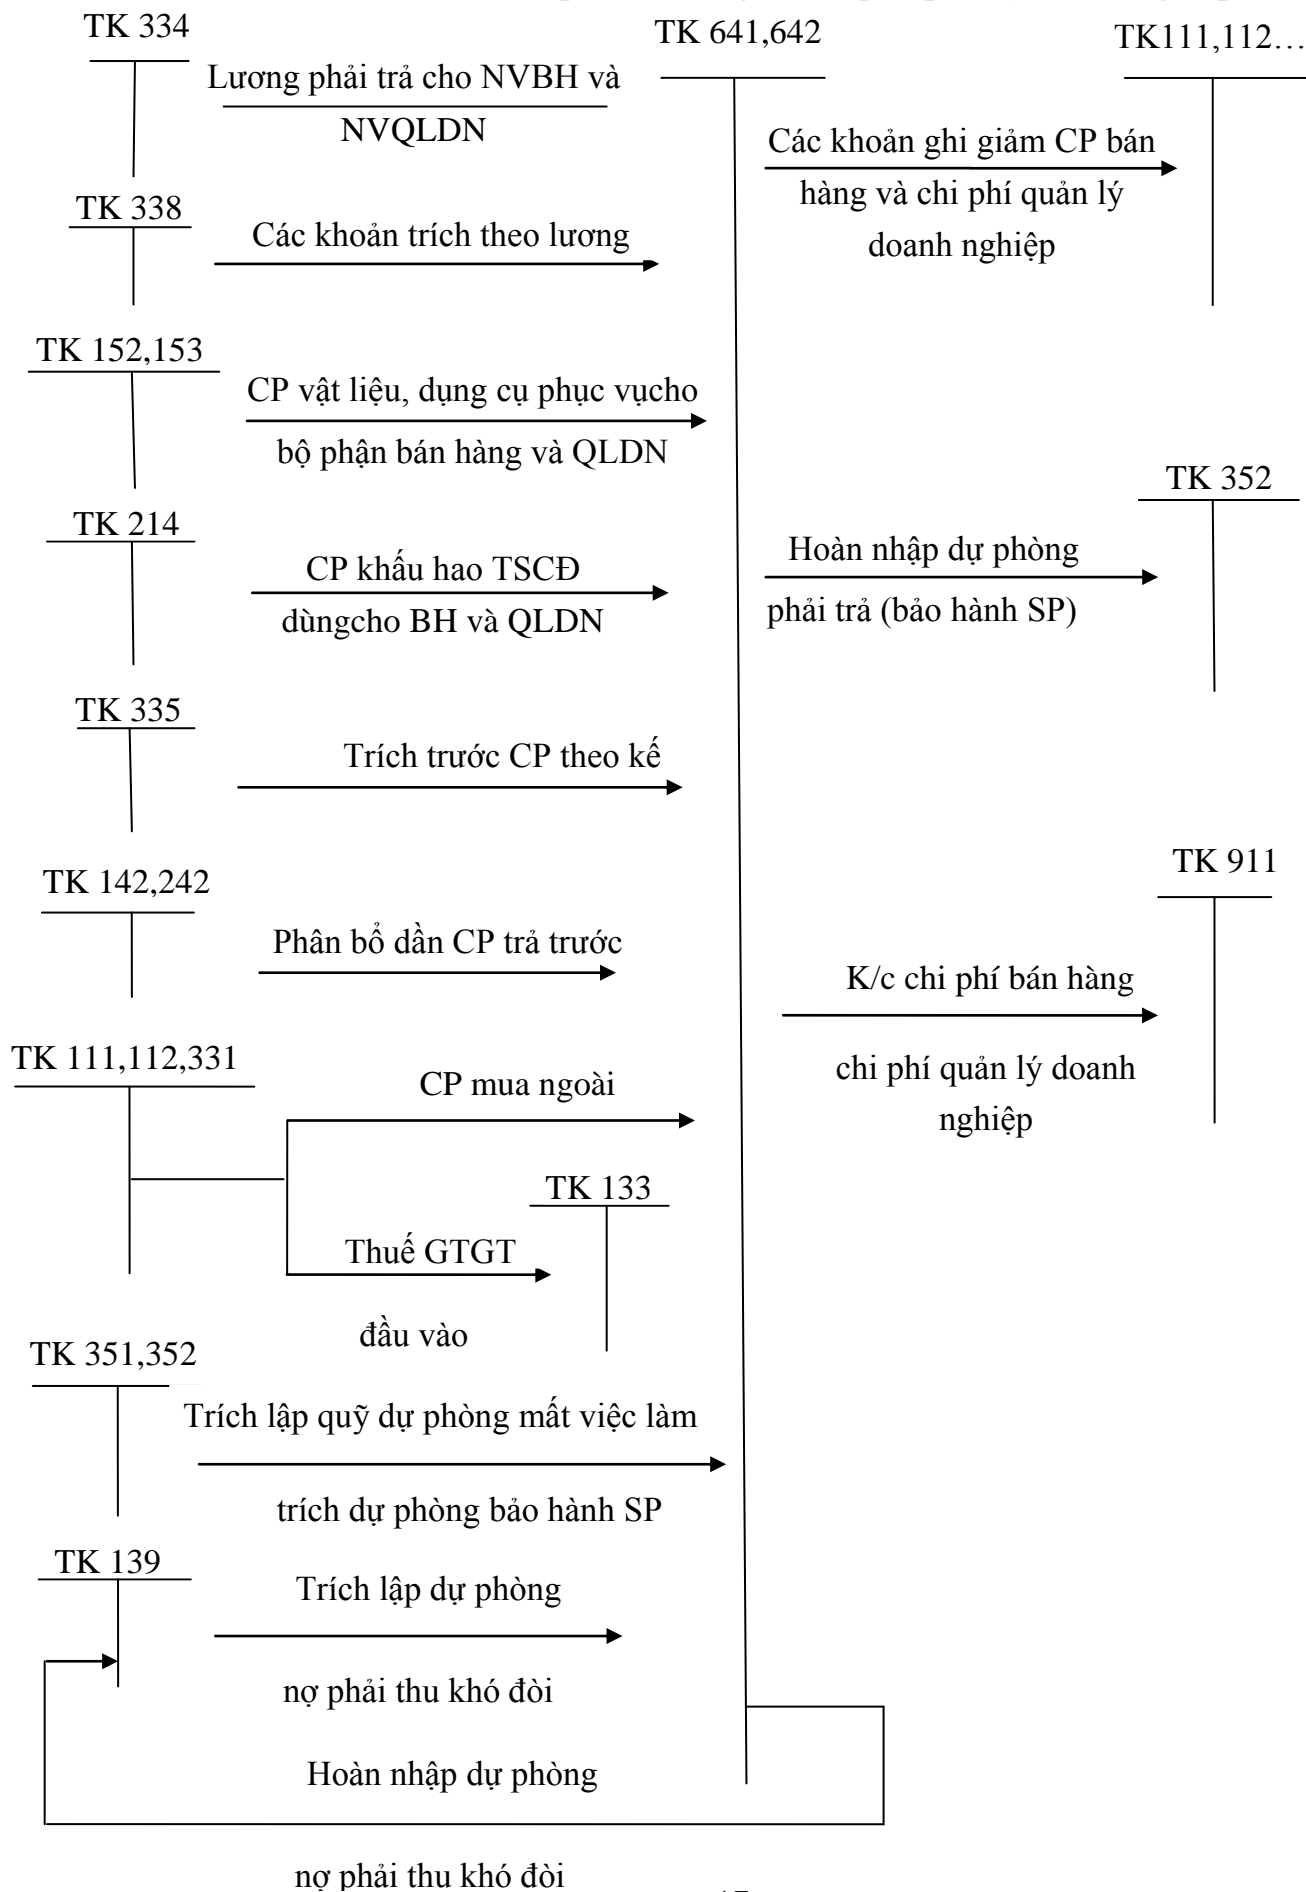 TK 334
TK 641,642
TK111,112…
Lương phải trả cho NVBH và
NVQLDN
Các khoản ghi giảm CP bán
hàng và chi phí quản lý
doanh nghiệp
TK 338
Các khoản trích theo lương
TK 152,153
CP vật liệu, dụng cụ phục vụcho
bộ phận bán hàng và QLDN
TK 352
TK 214
CP khấu hao TSCĐ
dùngcho BH và QLDN
Hoàn nhập dự phòng
phải trả (bảo hành SP)
TK 335
Trích trước CP theo kế
TK 911
TK 142,242
Phân bổ dần CP trả trước
K/c chi phí bán hàng
chi phí quản lý doanh
nghiệp
TK 111,112,331
CP mua ngoài
TK 133
Thuế GTGT
đầu vào
TK 351,352
Trích lập quỹ dự phòng mất việc làm
trích dự phòng bảo hành SP
TK 139
Trích lập dự phòng
nợ phải thu khó đòi
Hoàn nhập dự phòng
nợ phải thu khó đòi